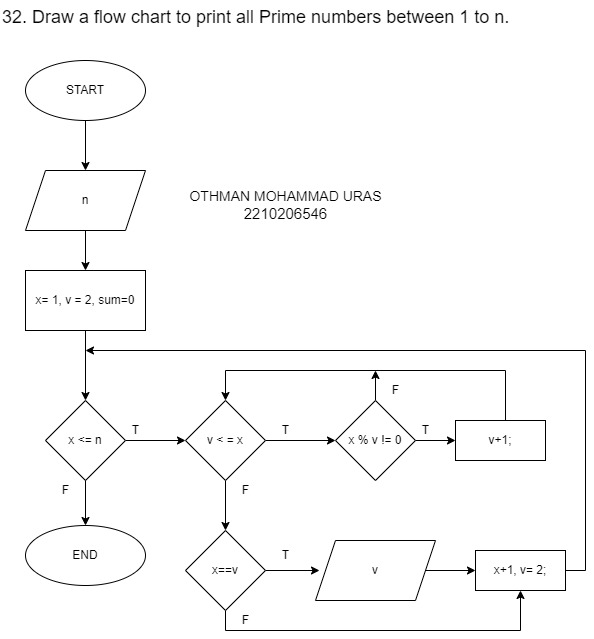 32. Draw a flow chart to print all Prime numbers between 1 to n.
START
n
OTHMAN MOHAMMAD URAS
2210206546
x= 1, v = 2, sum=0
F
x <= n
T
v < = x
T
x % v != 0
T
v+1;
F
F
END
x==v
T
v
x+1, v= 2;
F